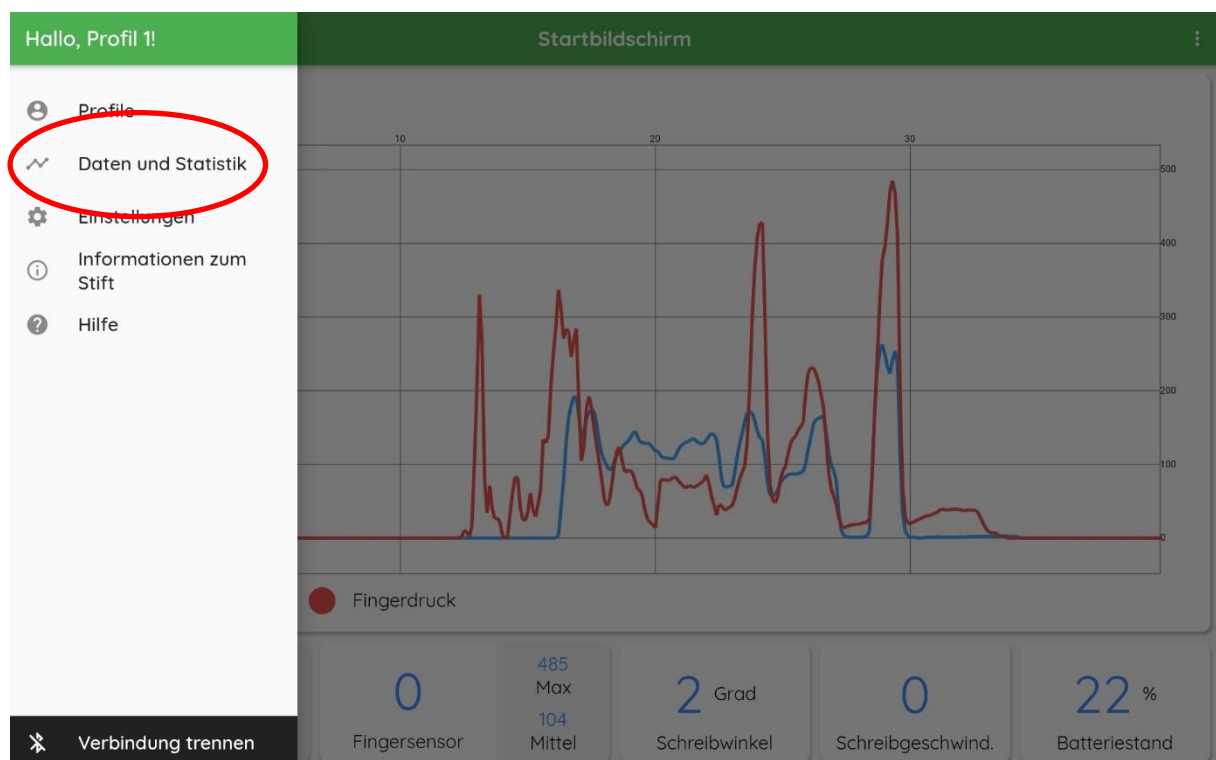 Hallo, Profil 1!
Startbildschirm
Profile
Daten und Statistik
Einstellungen
Informationen zum
Stift
Hilfe
Verbindung trennen
10
20
30
500
400
300
200
100
0
Fingerdruck
0
Fingersensor
485
Max
104
Mittel
2 Grad
Schreibwinkel
0
Schreibgeschwind.
22 %
Batteriestand